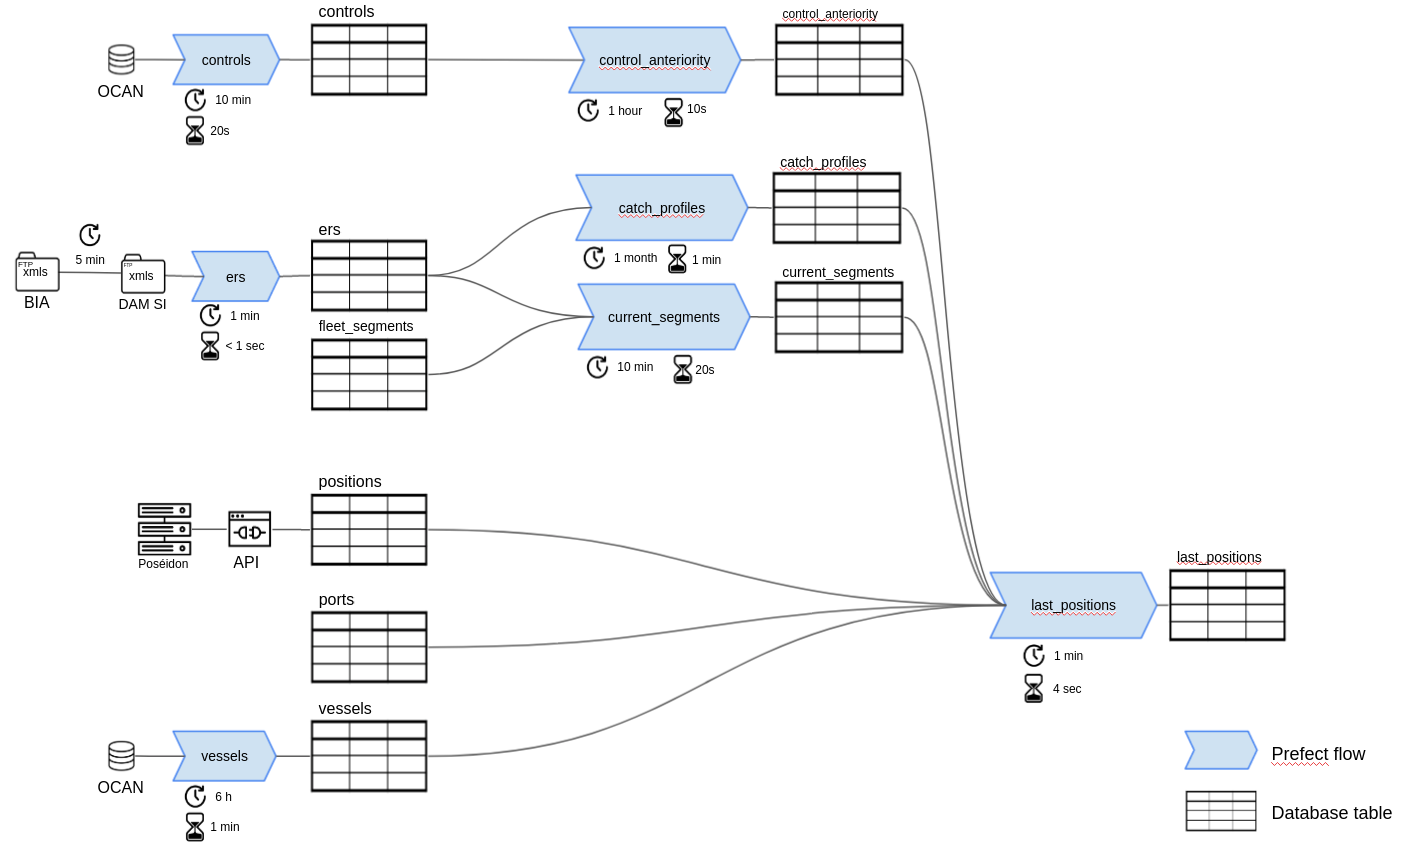 controls
control_anteriority
controls
control_anteriority
OCAN
10 min
20s
1 hour
10s
catch_profiles
catch_profiles
ers
5 min
FTP
xmls
FTP
xmls
ers
BIA
DAM SI
1 month
1 min
current_segments
1 min
< 1 sec
fleet_segments
current_segments
10 min
20s
positions
Poséidon
API
last_positions
ports
last_positions
1 min
4 sec
vessels
vessels
OCAN
6 h
1 min
Prefect flow
Database table